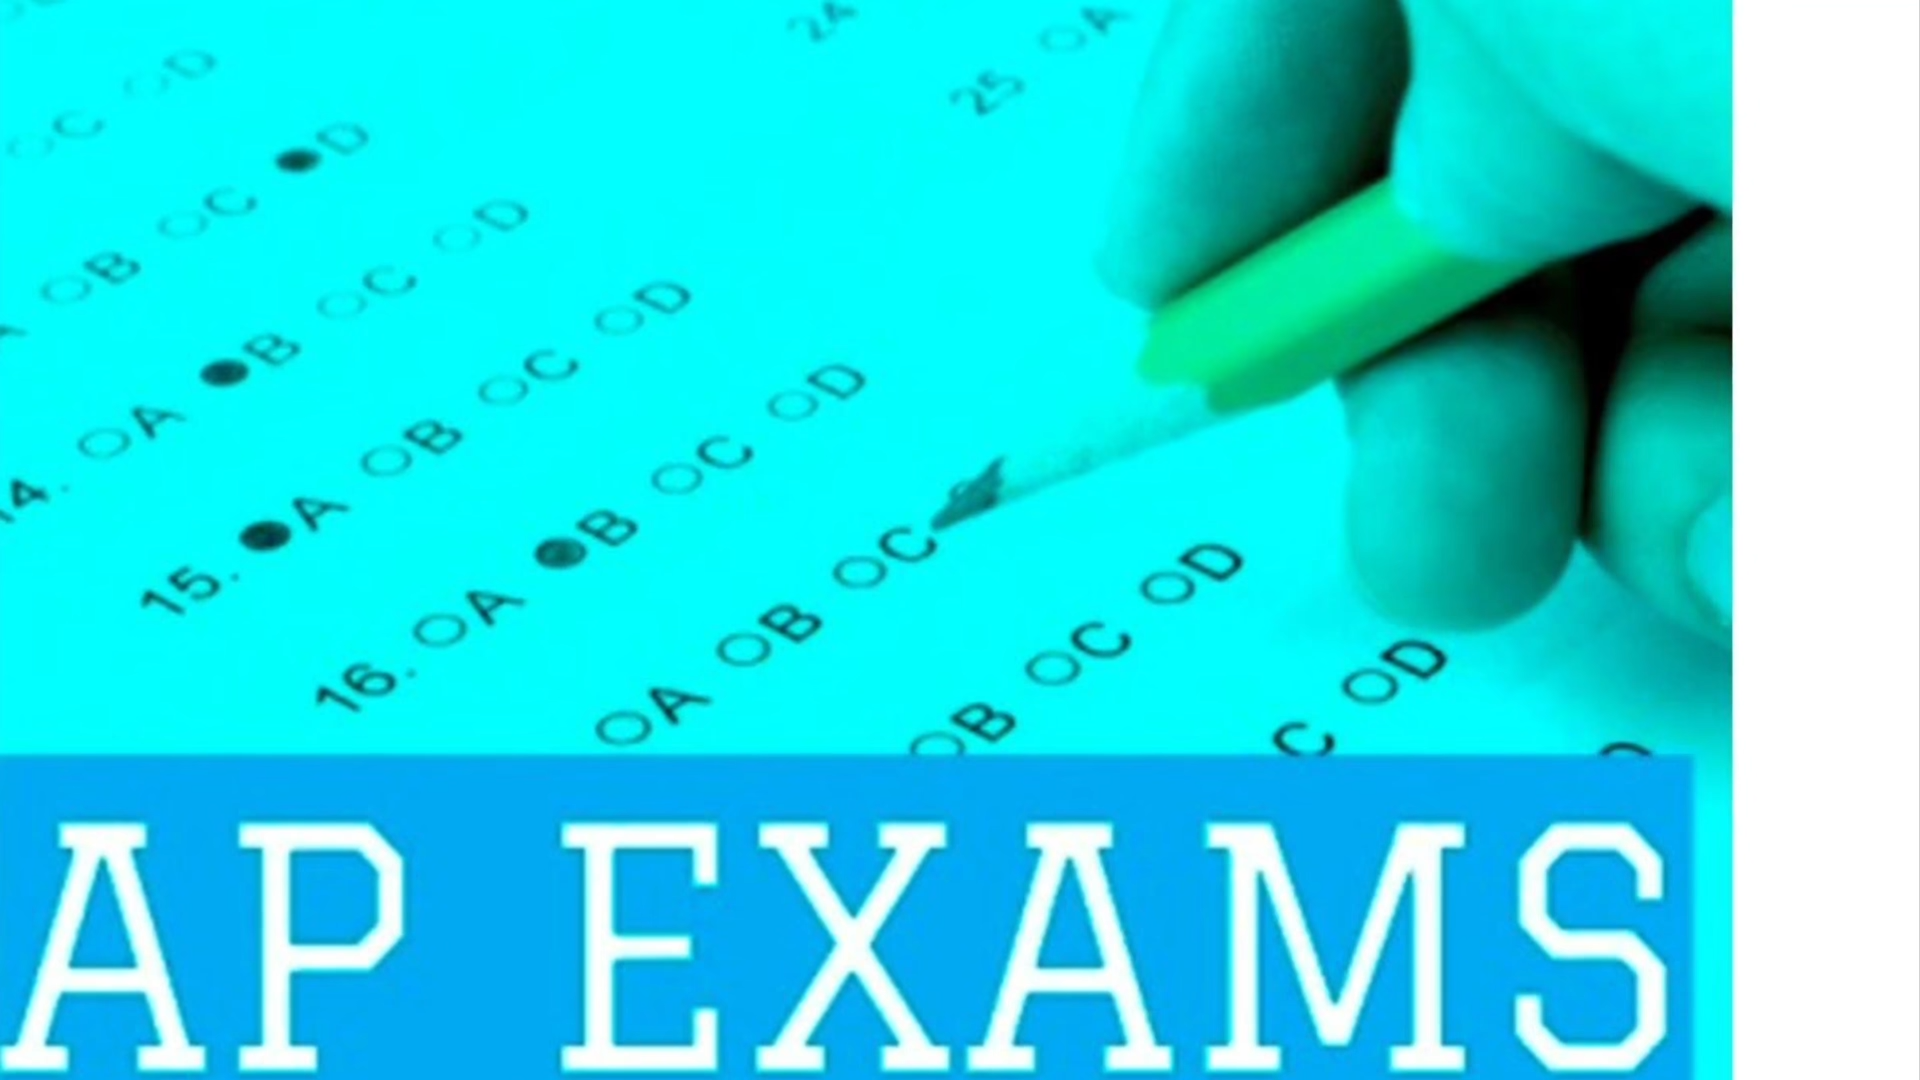 24
25 A
C D
B C D
14. A B C D
15. A B C D
16. A B C D
A B C
B C D
C D
AP EXAMS